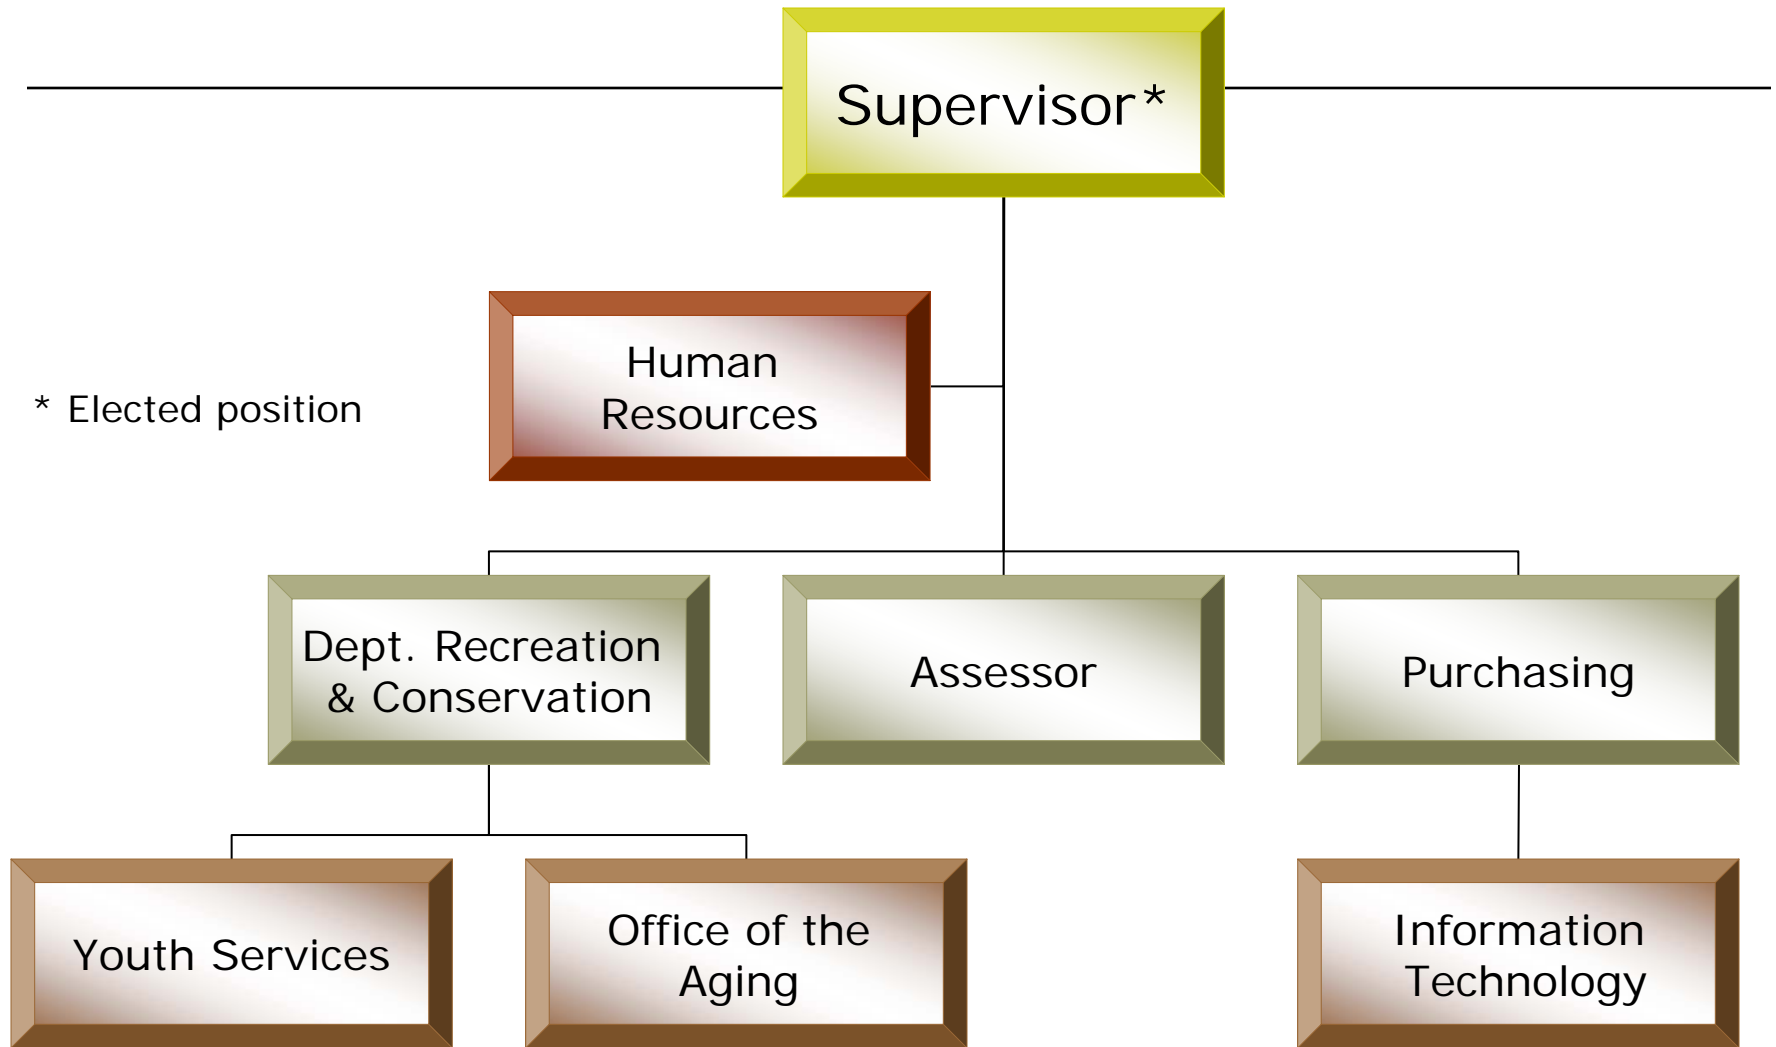 Supervisor*
Human
Resources
* Elected position
Dept. Recreation
& Conservation
Assessor
Purchasing
Youth Services
Office of the
Aging
Information
Technology